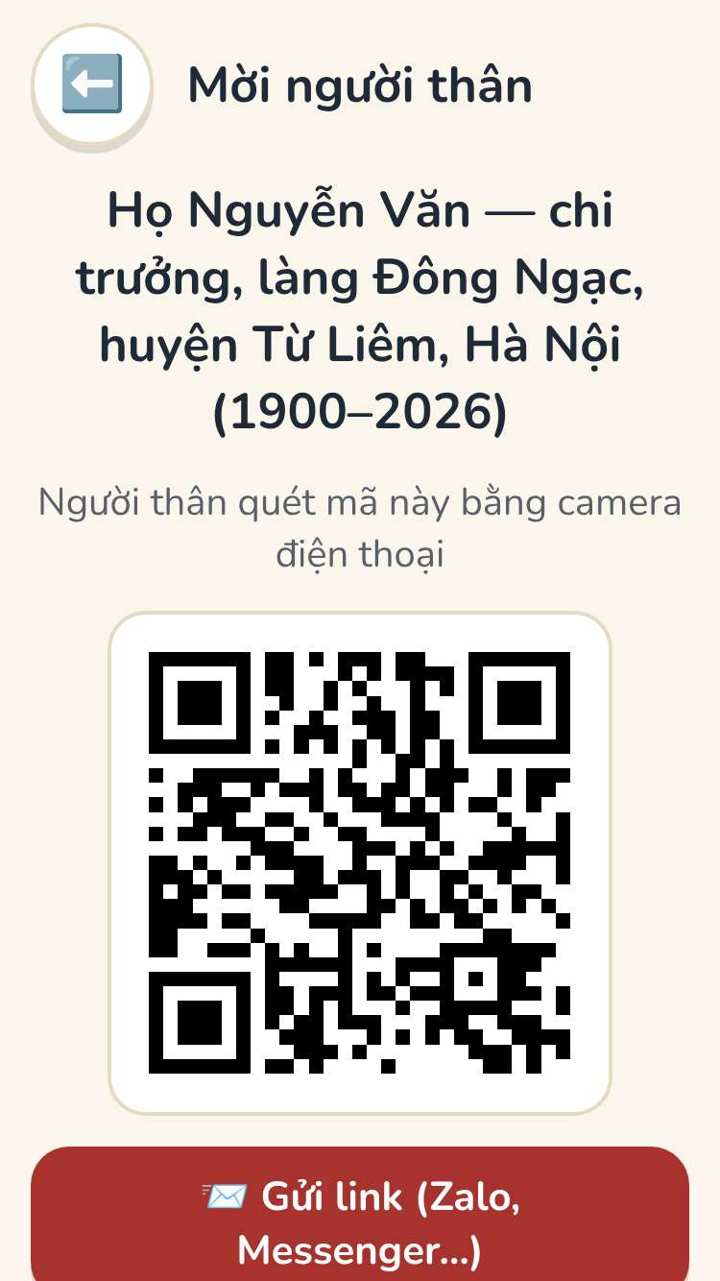 Mời người thân
Họ Nguyễn Văn — chi
trưởng, làng Đông Ngạc,
huyện Từ Liêm, Hà Nội
(1900–2026)
Người thân quét mã này bằng camera
điện thoại
Gửi link (Zalo,
Messenger...)